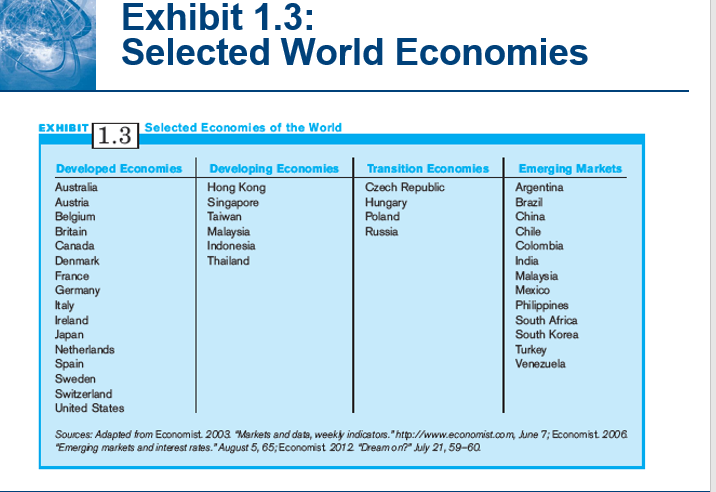 Exhibit 1.3:
Selected World Economies
EXHIBIT 1.3 Selected Economies of the World
Developed Economies
Australia
Austria
Belgium
Britain
Canada
Denmark
France
Germany
Italy
Ireland
Japan
Netherlands
Spain
Sweden
Switzerland
United States
Developing Economies
Hong Kong
Singapore
Taiwan
Malaysia
Indonesia
Thailand
Transition Economies
Czech Republic
Hungary
Poland
Russia
Emerging Markets
Argentina
Brazil
China
Chile
Colombia
India
Malaysia
Mexico
Philippines
South Africa
South Korea
Turkey
Venezuela
Sources: Adapted from Economist. 2003. "Markets and data, weekly indicators." http://www.economist.com, June 7; Economist. 2006.
"Emerging markets and interest rates." August 5, 65; Economist. 2012. "Dream on?" July 21, 59–60.